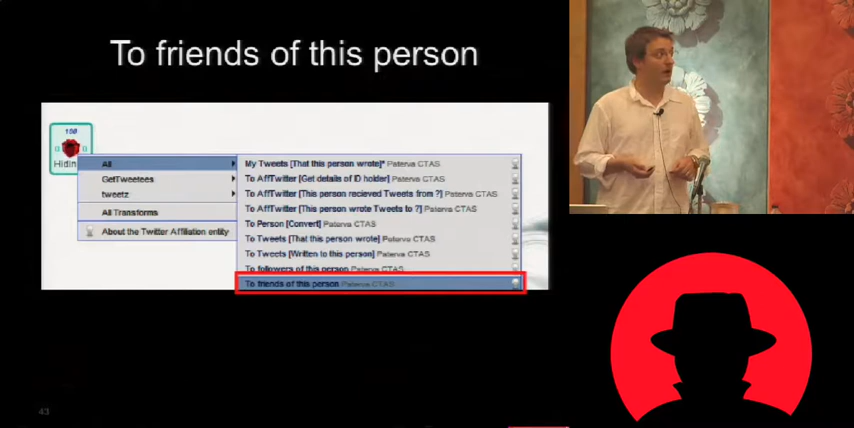 To friends of this person
100
All
GetTweetees
tweetz
All Transforms
About the Twitter Affiliation entity
My Tweets [That this person wrote]* Paterva CTAS
To AffTwitter [Get details of ID holder] Paterva CTAS
To AffTwitter [This person recieved Tweets from ?] Paterva CTAS
To AffTwitter [This person wrote Tweets to ?] Paterva CTAS
To Person [Convert] Paterva CTAS
To Tweets [That this person wrote] Paterva CTAS
To Tweets [Written to this person] Paterva CTAS
To followers of this person Paterva CTAS
To friends of this person Paterva CTAS
43